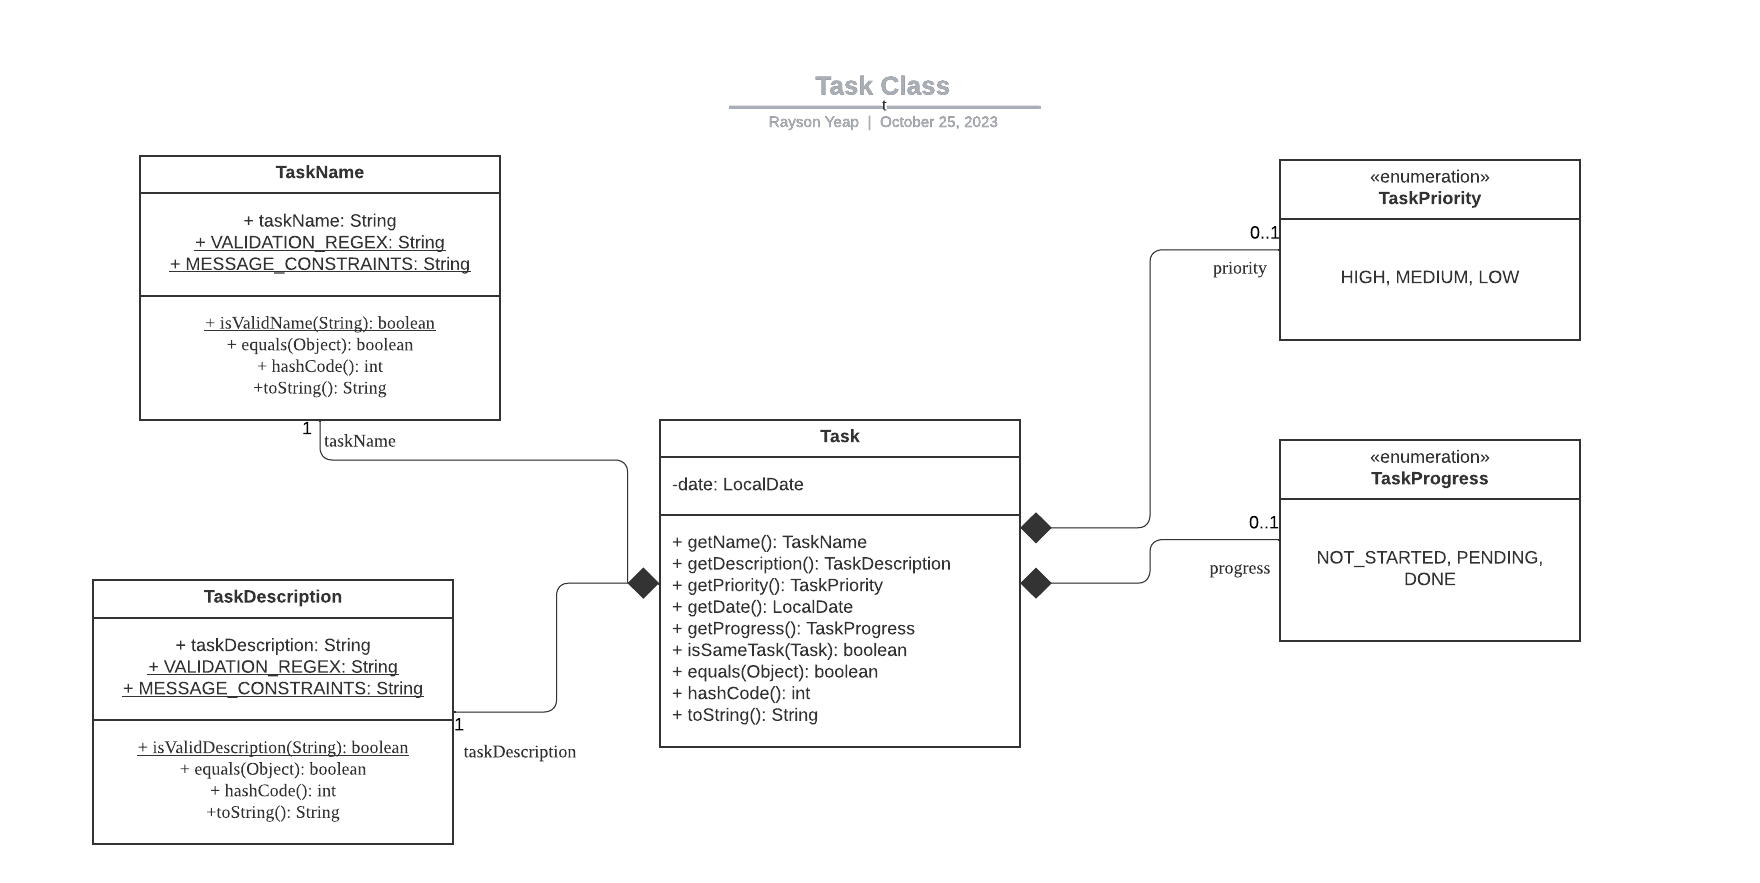 Task Class
t
Rayson Yeap | October 25, 2023
TaskName
+ taskName: String
+ VALIDATION_REGEX: String
+ MESSAGE_CONSTRAINTS: String
+ isValidName(String): boolean
+ equals(Object): boolean
+ hashCode(): int
+toString(): String
1
taskName
TaskDescription
+ taskDescription: String
+ VALIDATION_REGEX: String
+ MESSAGE_CONSTRAINTS: String
+ isValidDescription(String): boolean
+ equals(Object): boolean
+ hashCode(): int
+toString(): String
1
taskDescription
Task
-date: LocalDate
+ getName(): TaskName
+ getDescription(): TaskDescription
+ getPriority(): TaskPriority
+ getDate(): LocalDate
+ getProgress(): TaskProgress
+ isSameTask(Task): boolean
+ equals(Object): boolean
+ hashCode(): int
+ toString(): String
«enumeration»
TaskPriority
HIGH, MEDIUM, LOW
0..1
priority
«enumeration»
TaskProgress
NOT_STARTED, PENDING,
DONE
0..1
progress